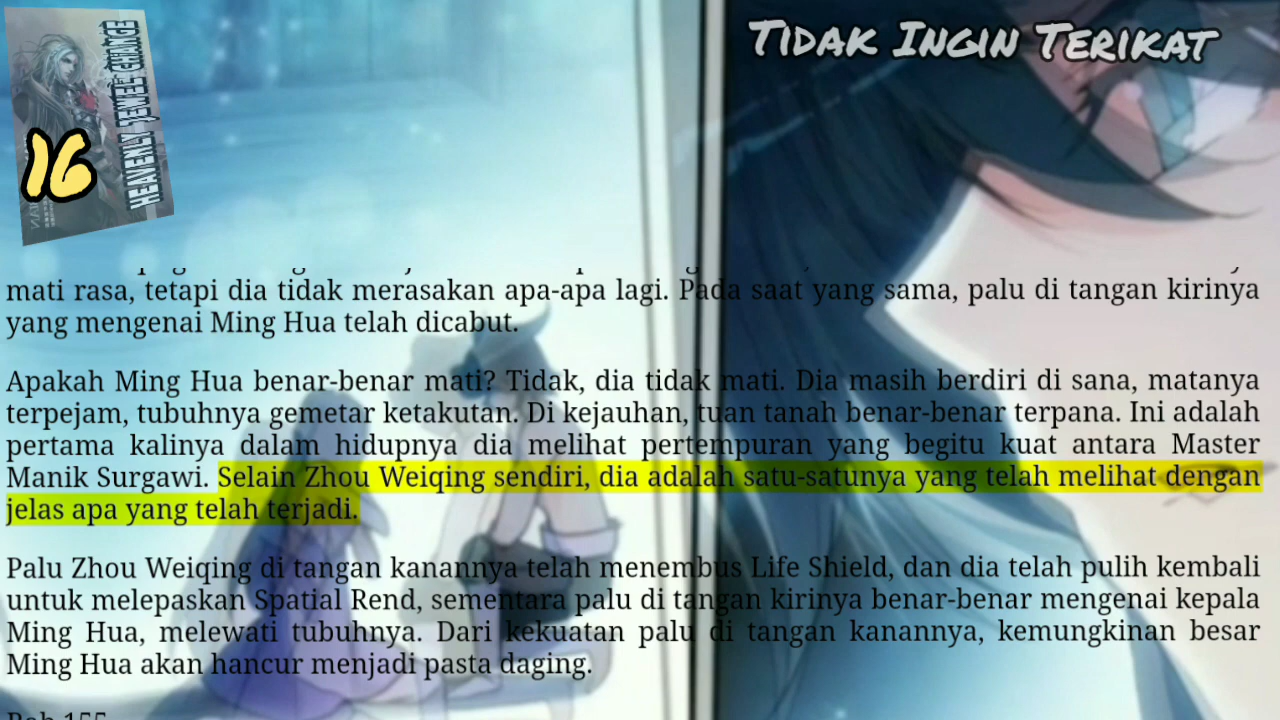 TIDAK INGIN TERIKAT
HEAVENLY JEWEL CHANGE
16
mati rasa, tetapi dia tidak merasakan apa-apa lagi. Pada saat yang sama, palu di tangan kirinya
yang mengenai Ming Hua telah dicabut.
Apakah Ming Hua benar-benar mati? Tidak, dia tidak mati. Dia masih berdiri di sana, matanya
terpejam, tubuhnya gemetar ketakutan. Di kejauhan, tuan tanah benar-benar terpana. Ini adalah
pertama kalinya dalam hidupnya dia melihat pertempuran yang begitu kuat antara Master
Manik Surgawi. Selain Zhou Weiqing sendiri, dia adalah satu-satunya yang telah melihat dengan
jelas apa yang telah terjadi.
Palu Zhou Weiqing di tangan kanannya telah menembus Life Shield, dan dia telah pulih kembali
untuk melepaskan Spatial Rend, sementara palu di tangan kirinya benar-benar mengenai kepala
Ming Hua, melewati tubuhnya. Dari kekuatan palu di tangan kanannya, kemungkinan besar
Ming Hua akan hancur menjadi pasta daging.
Bab 155